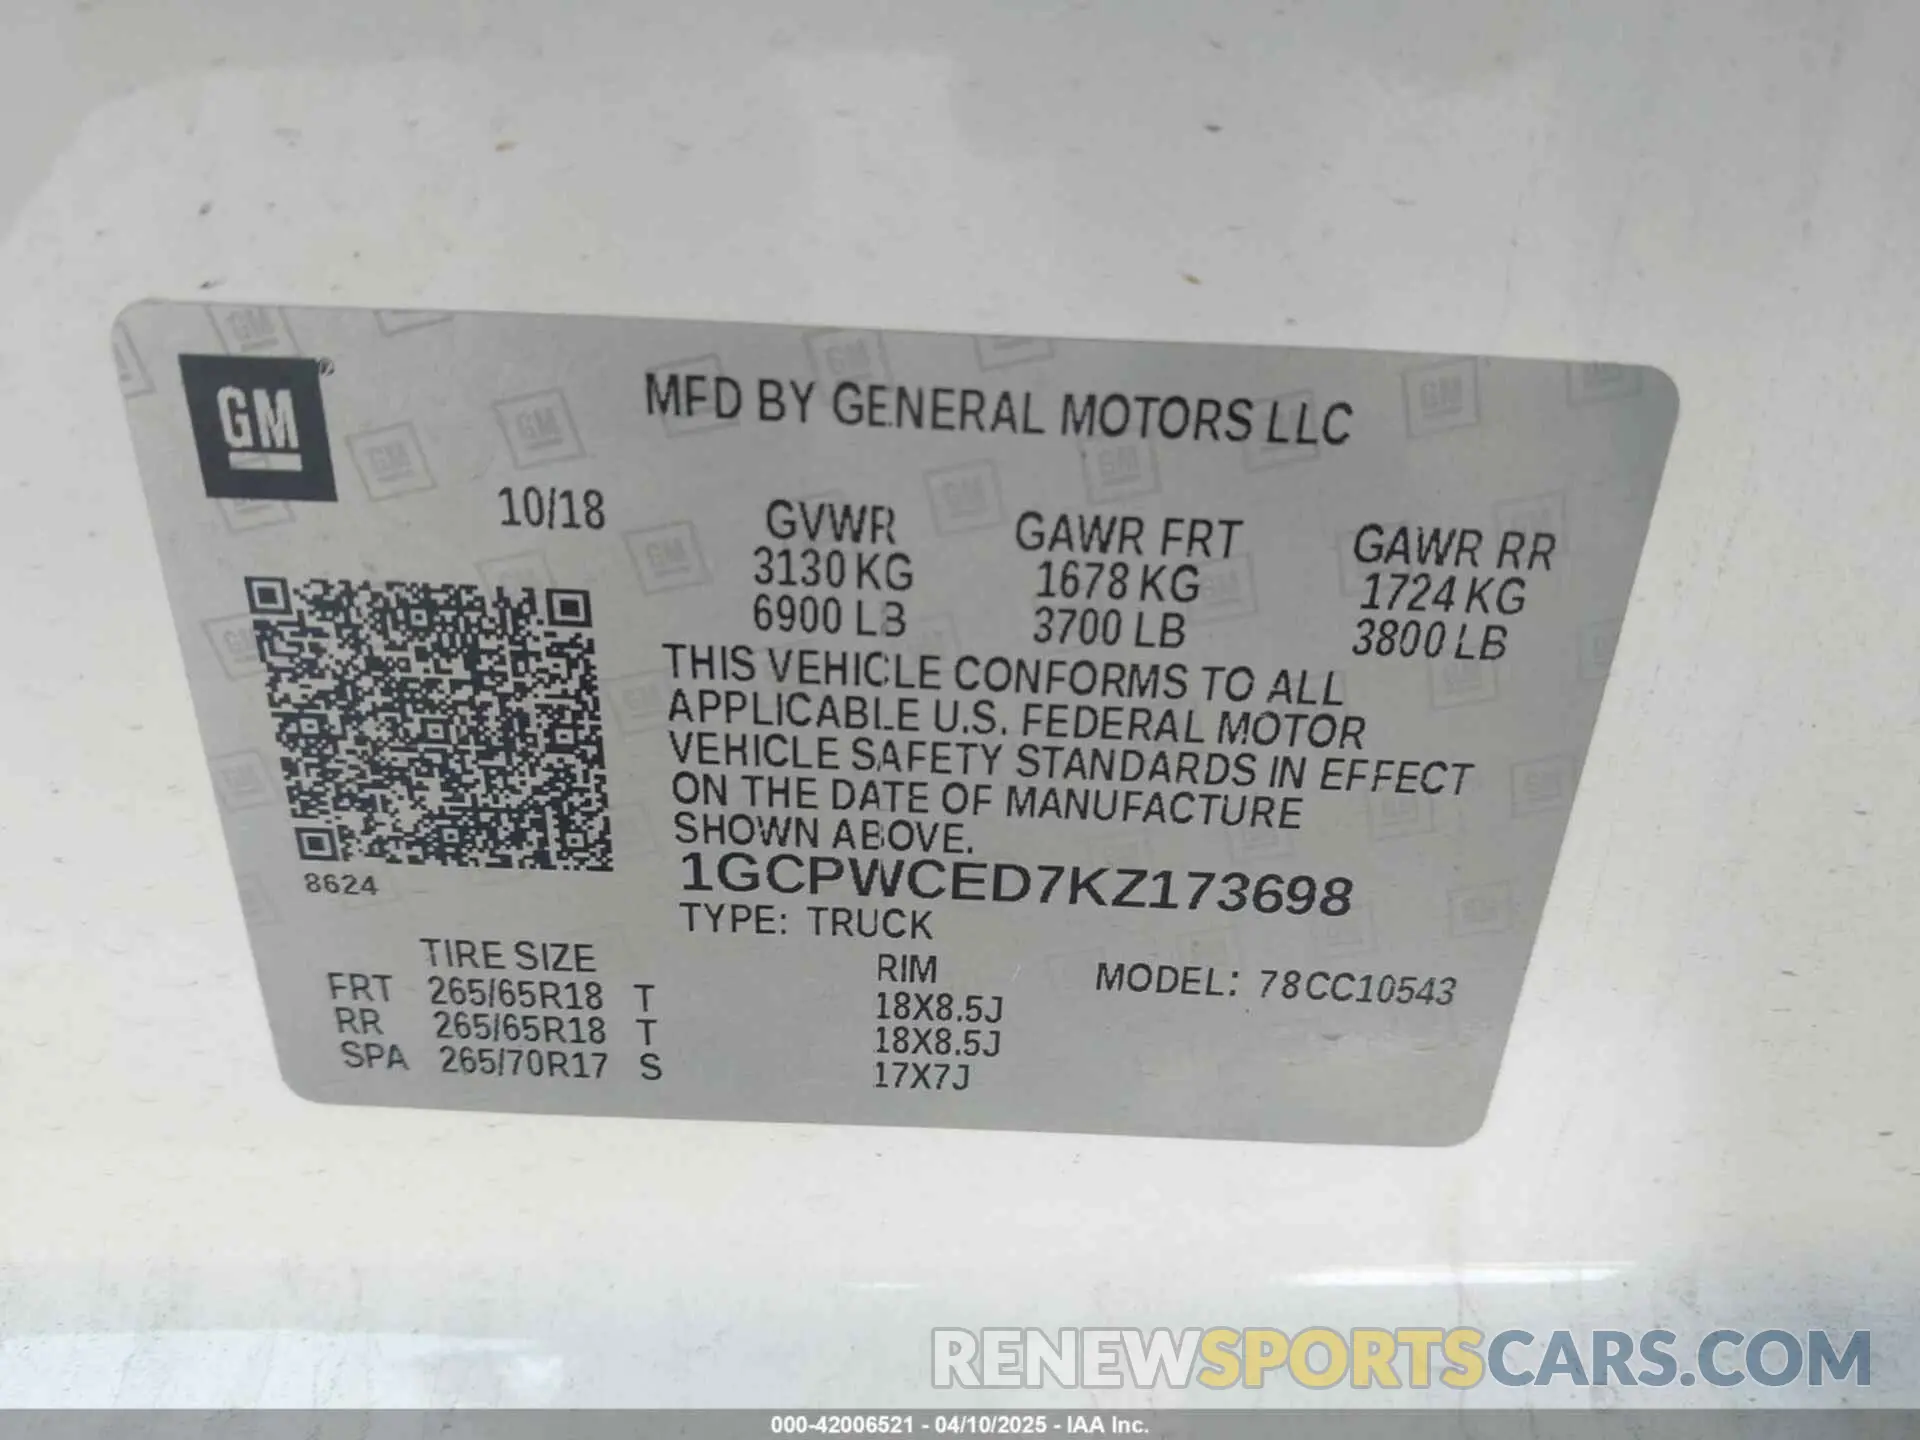 GM
MFD BY GENERAL MOTORS LLC
10/18
GVWR GAWR FRT GAWR RR
3130 KG 1678 KG 1724 KG
6900 LB 3700 LB 3800 LB
THIS VEHICLE CONFORMS TO ALL
APPLICABLE U.S. FEDERAL MOTOR
VEHICLE SAFETY STANDARDS IN EFFECT
ON THE DATE OF MANUFACTURE
SHOWN ABOVE.
8624
1GCPWCED7KZ173698
TYPE: TRUCK
TIRE SIZE RIM MODEL: 78CC10543
FRT 265/65R18 T 18X8.5J
RR 265/65R18 T 18X8.5J
SPA 265/70R17 S 17X7J
RENEWSPORTSCARS.COM
000-42006521 - 04/10/2025 - IAA Inc.